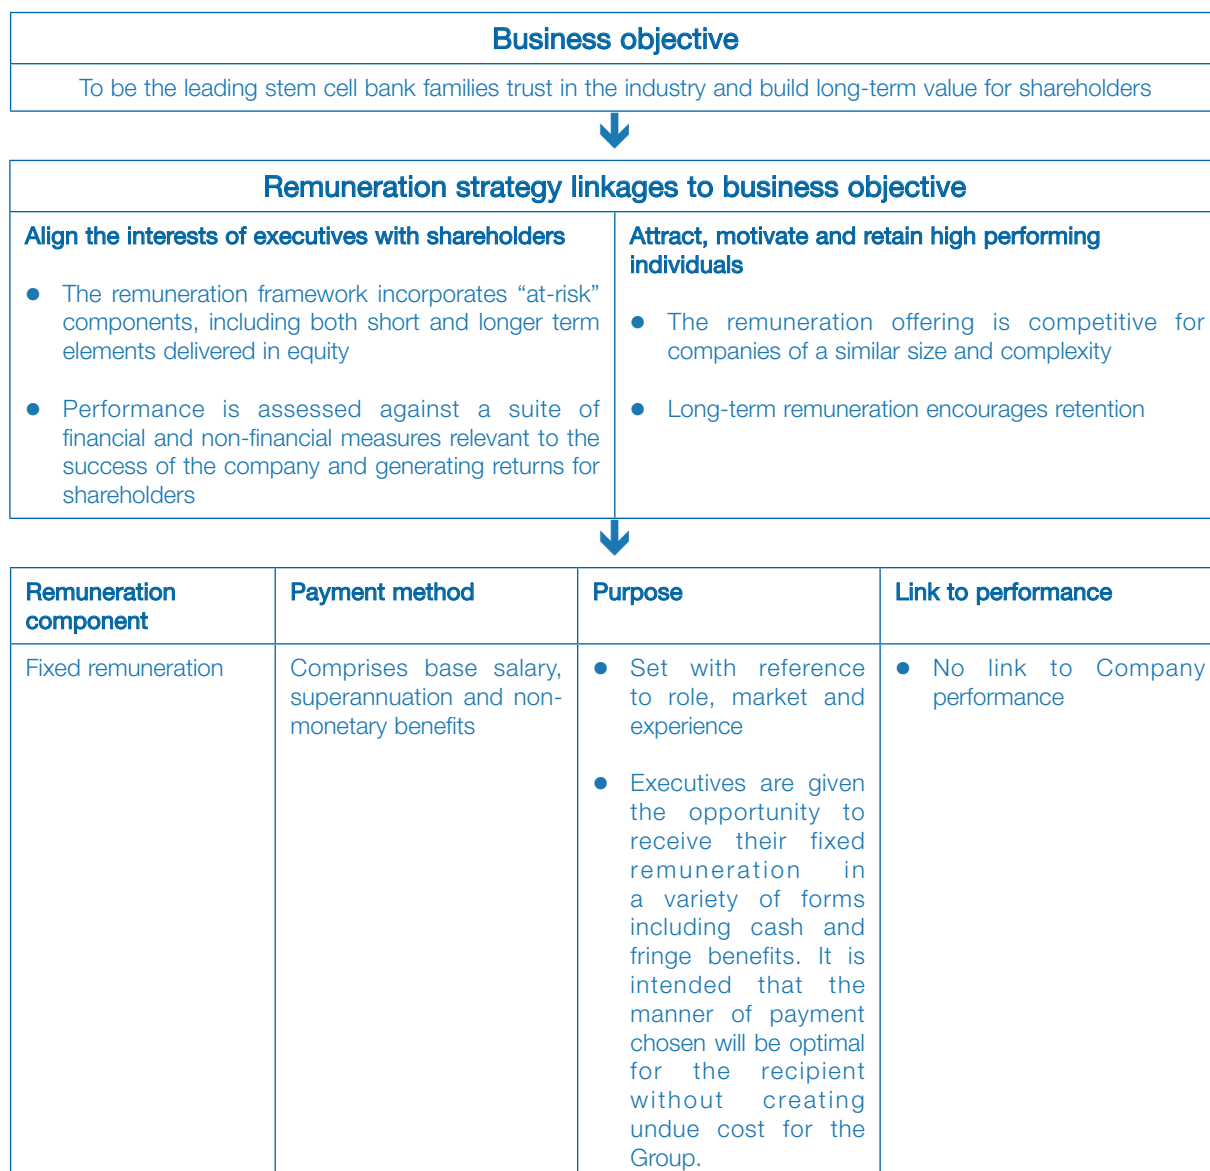 Business objective
To be the leading stem cell bank families trust in the industry and build long-term value for shareholders
Remuneration strategy linkages to business objective
Align the interests of executives with shareholders
● The remuneration framework incorporates “at-risk”
components, including both short and longer term
elements delivered in equity
● Performance is assessed against a suite of
financial and non-financial measures relevant to the
success of the company and generating returns for
shareholders
Attract, motivate and retain high performing
individuals
● The remuneration offering is competitive for
companies of a similar size and complexity
● Long-term remuneration encourages retention
Remuneration
component
Payment method
Purpose
Link to performance
Fixed remuneration
Comprises base salary,
superannuation and non-
monetary benefits
● Set with reference
to role, market and
experience
● Executives are given
the opportunity to
receive their fixed
remuneration in
a variety of forms
including cash and
fringe benefits. It is
intended that the
manner of payment
chosen will be optimal
for the recipient
without creating
undue cost for the
Group.
● No link to Company
performance